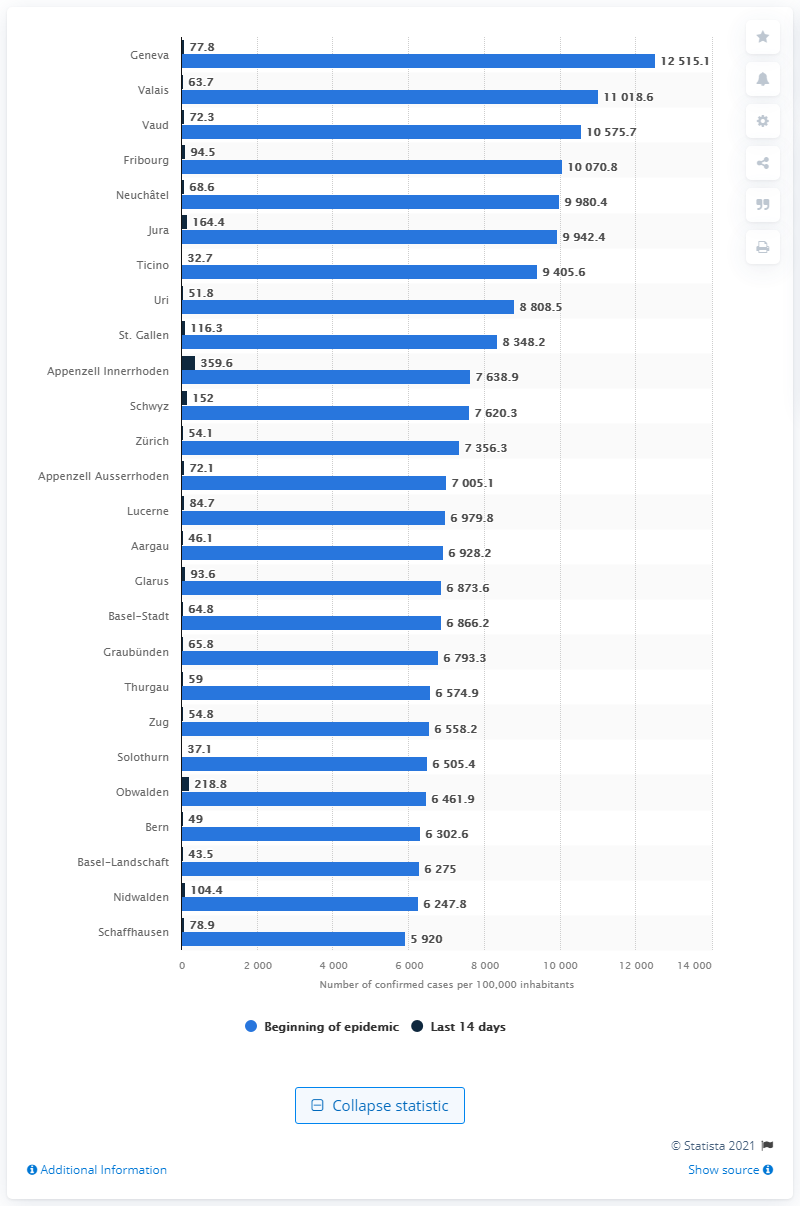 77.8
Geneva
12 515.1
63.7
Valais
11 018.6
72.3
Vaud
10 575.7
94.5
Fribourg
10 070.8
68.6
Neuchâtel
9 980.4
164.4
Jura
9 942.4
32.7
Ticino
9 405.6
51.8
Uri
8 808.5
116.3
St. Gallen
8 348.2
359.6
Appenzell Innerrhoden
7 638.9
152
Schwyz
7 620.3
54.1
Zürich
7 356.3
72.1
Appenzell Ausserrhoden
7 005.1
84.7
Lucerne
6 979.8
46.1
Aargau
6 928.2
93.6
Glarus
6 873.6
64.8
Basel-Stadt
6 866.2
65.8
Graubünden
6 793.3
59
Thurgau
6 574.9
54.8
Zug
6 558.2
37.1
Solothurn
6 505.4
218.8
Obwalden
6 461.9
49
Bern
6 302.6
43.5
Basel-Landschaft
6 275
104.4
Nidwalden
6 247.8
78.9
Schaffhausen
5 920
0 2 000 4 000 6 000 8 000 10 000 12 000 14 000
Number of confirmed cases per 100,000 inhabitants
Beginning of epidemic Last 14 days
Collapse statistic
© Statista 2021
Additional Information Show source